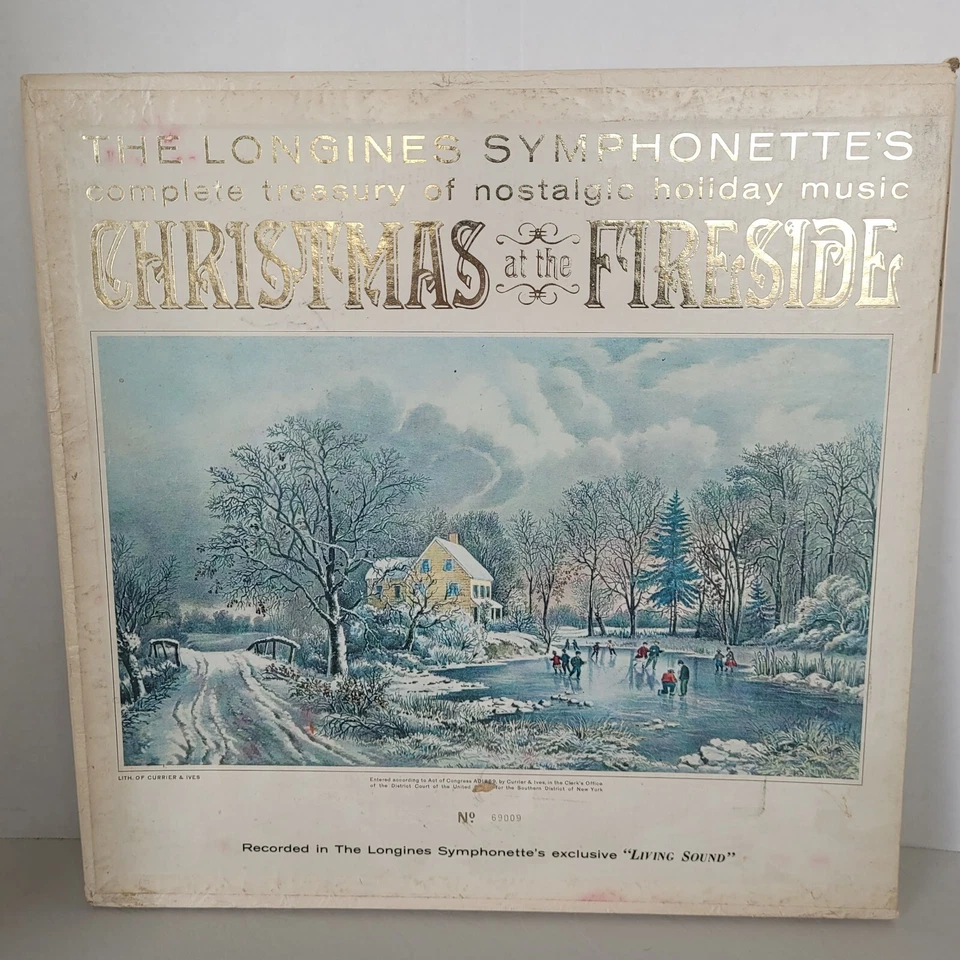 THE LONGINES SYMPHONETTE'S
complete treasury of nostalgic holiday music
CHRISTMAS at the FIRESIDE
LITH. OF CURRIER & IVES
Entered according to Act of Congress by Currier & Ives, in the Clerk's Office
of the District Court of the United for the Southern District of New York
Nº 69009
Recorded in The Longines Symphonette's exclusive "LIVING SOUND"